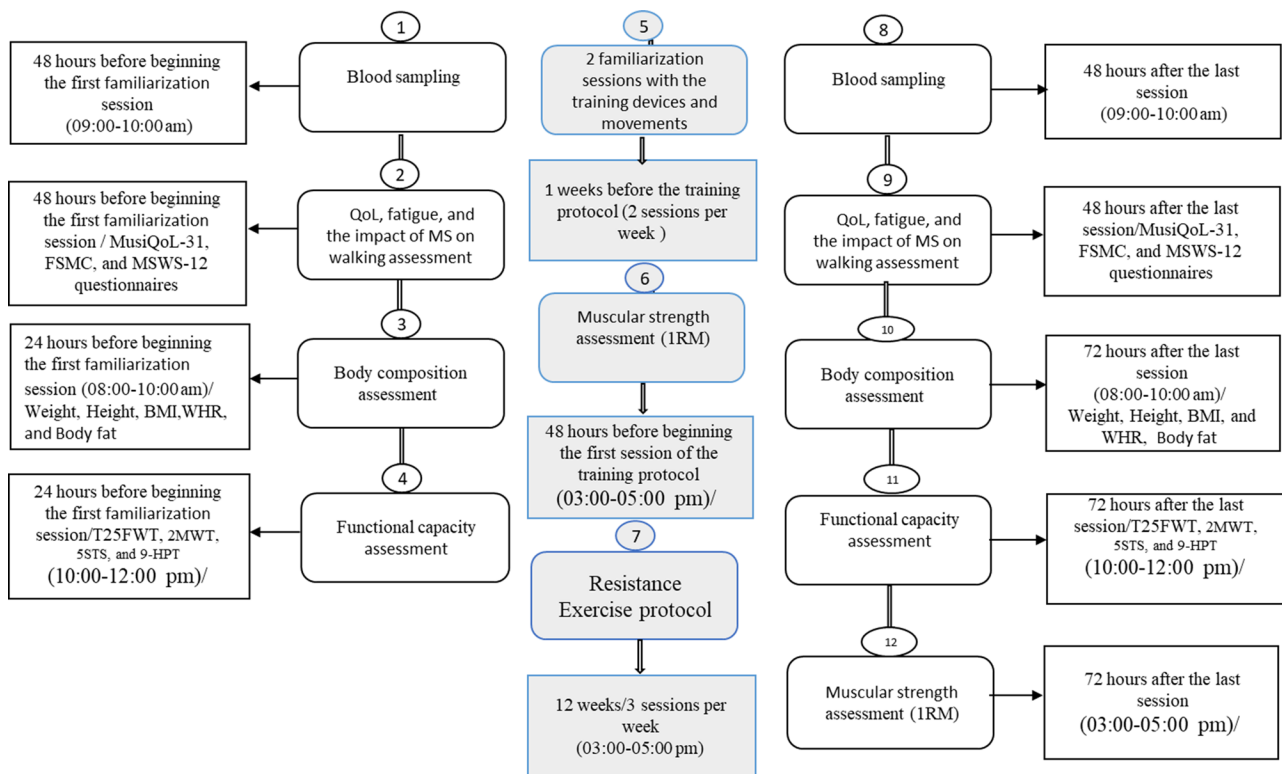 1
Blood sampling
48 hours before beginning
the first familiarization
session
(09:00-10:00 am)
2
QoL, fatigue, and
the impact of MS on
walking assessment
48 hours before
beginning the first
familiarization
session / MusiQoL-31,
FSMC, and MSWS-12
questionnaires
3
Body composition
assessment
24 hours before beginning
the first familiarization
session (08:00-10:00am)/
Weight, Height, BMI,WHR,
and Body fat
4
Functional capacity
assessment
24 hours before beginning
the first familiarization
session/T25FWT, 2MWT,
5STS, and 9-HPT
(10:00-12:00 pm)/
5
2 familiarization
sessions with the
training devices and
movements
1 weeks before the training
protocol (2 sessions per
week )
6
Muscular strength
assessment (1RM)
48 hours before beginning
the first session of the
training protocol
(03:00-05:00 pm)/
7
Resistance
Exercise protocol
12 weeks/3 sessions per
week
(03:00-05:00 pm)
8
Blood sampling
48 hours after the last
session
(09:00-10:00 am)
9
QoL, fatigue, and
the impact of MS on
walking assessment
48 hours after the last
session/MusiQoL-31,
FSMC, and MSWS-12
questionnaires
10
Body composition
assessment
72 hours after the last
session
(08:00-10:00 am)/
Weight, Height, BMI, and
WHR, Body fat
11
Functional capacity
assessment
72 hours after the last
session/T25FWT, 2MWT,
5STS, and 9-HPT
(10:00-12:00 pm)/
12
Muscular strength
assessment (1RM)
72 hours after the last
session
(03:00-05:00 pm)/